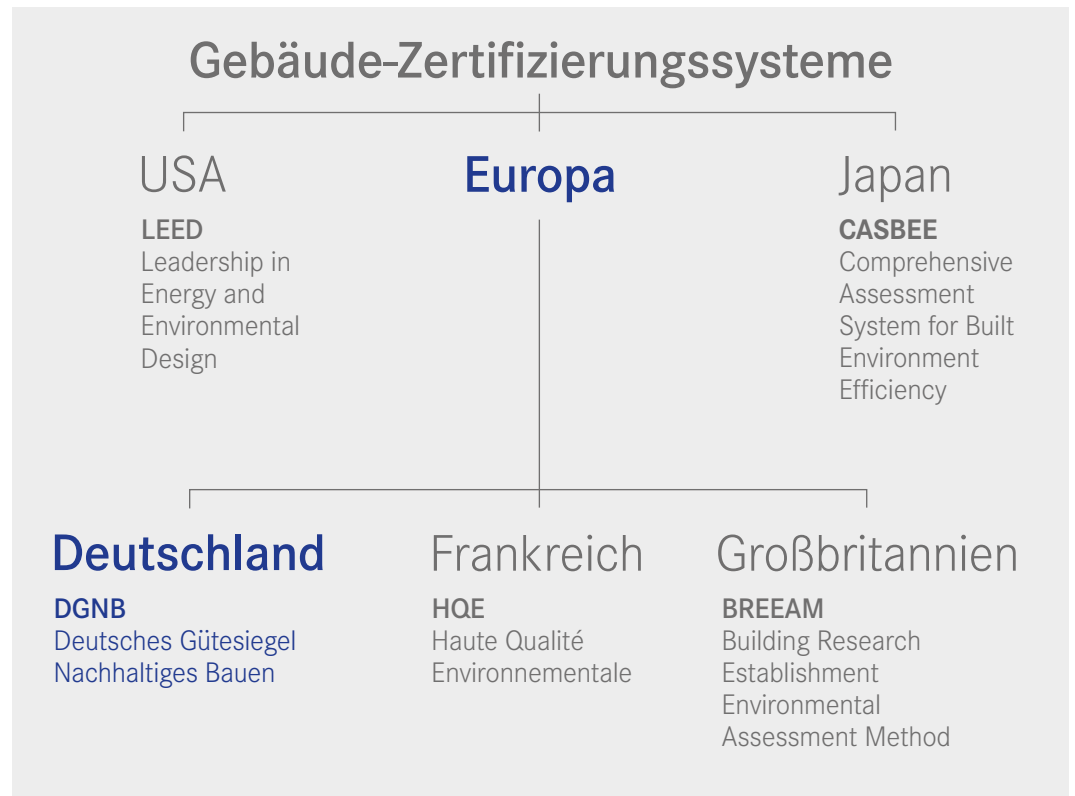 Gebäude-Zertifizierungssysteme
USA
LEED
Leadership in
Energy and
Environmental
Design
Europa
Japan
CASBEE
Comprehensive
Assessment
System for Built
Environment
Efficiency
Deutschland
DGNB
Deutsches Gütesiegel
Nachhaltiges Bauen
Frankreich
HQE
Haute Qualité
Environnementale
Großbritannien
BREEAM
Building Research
Establishment
Environmental
Assessment Method